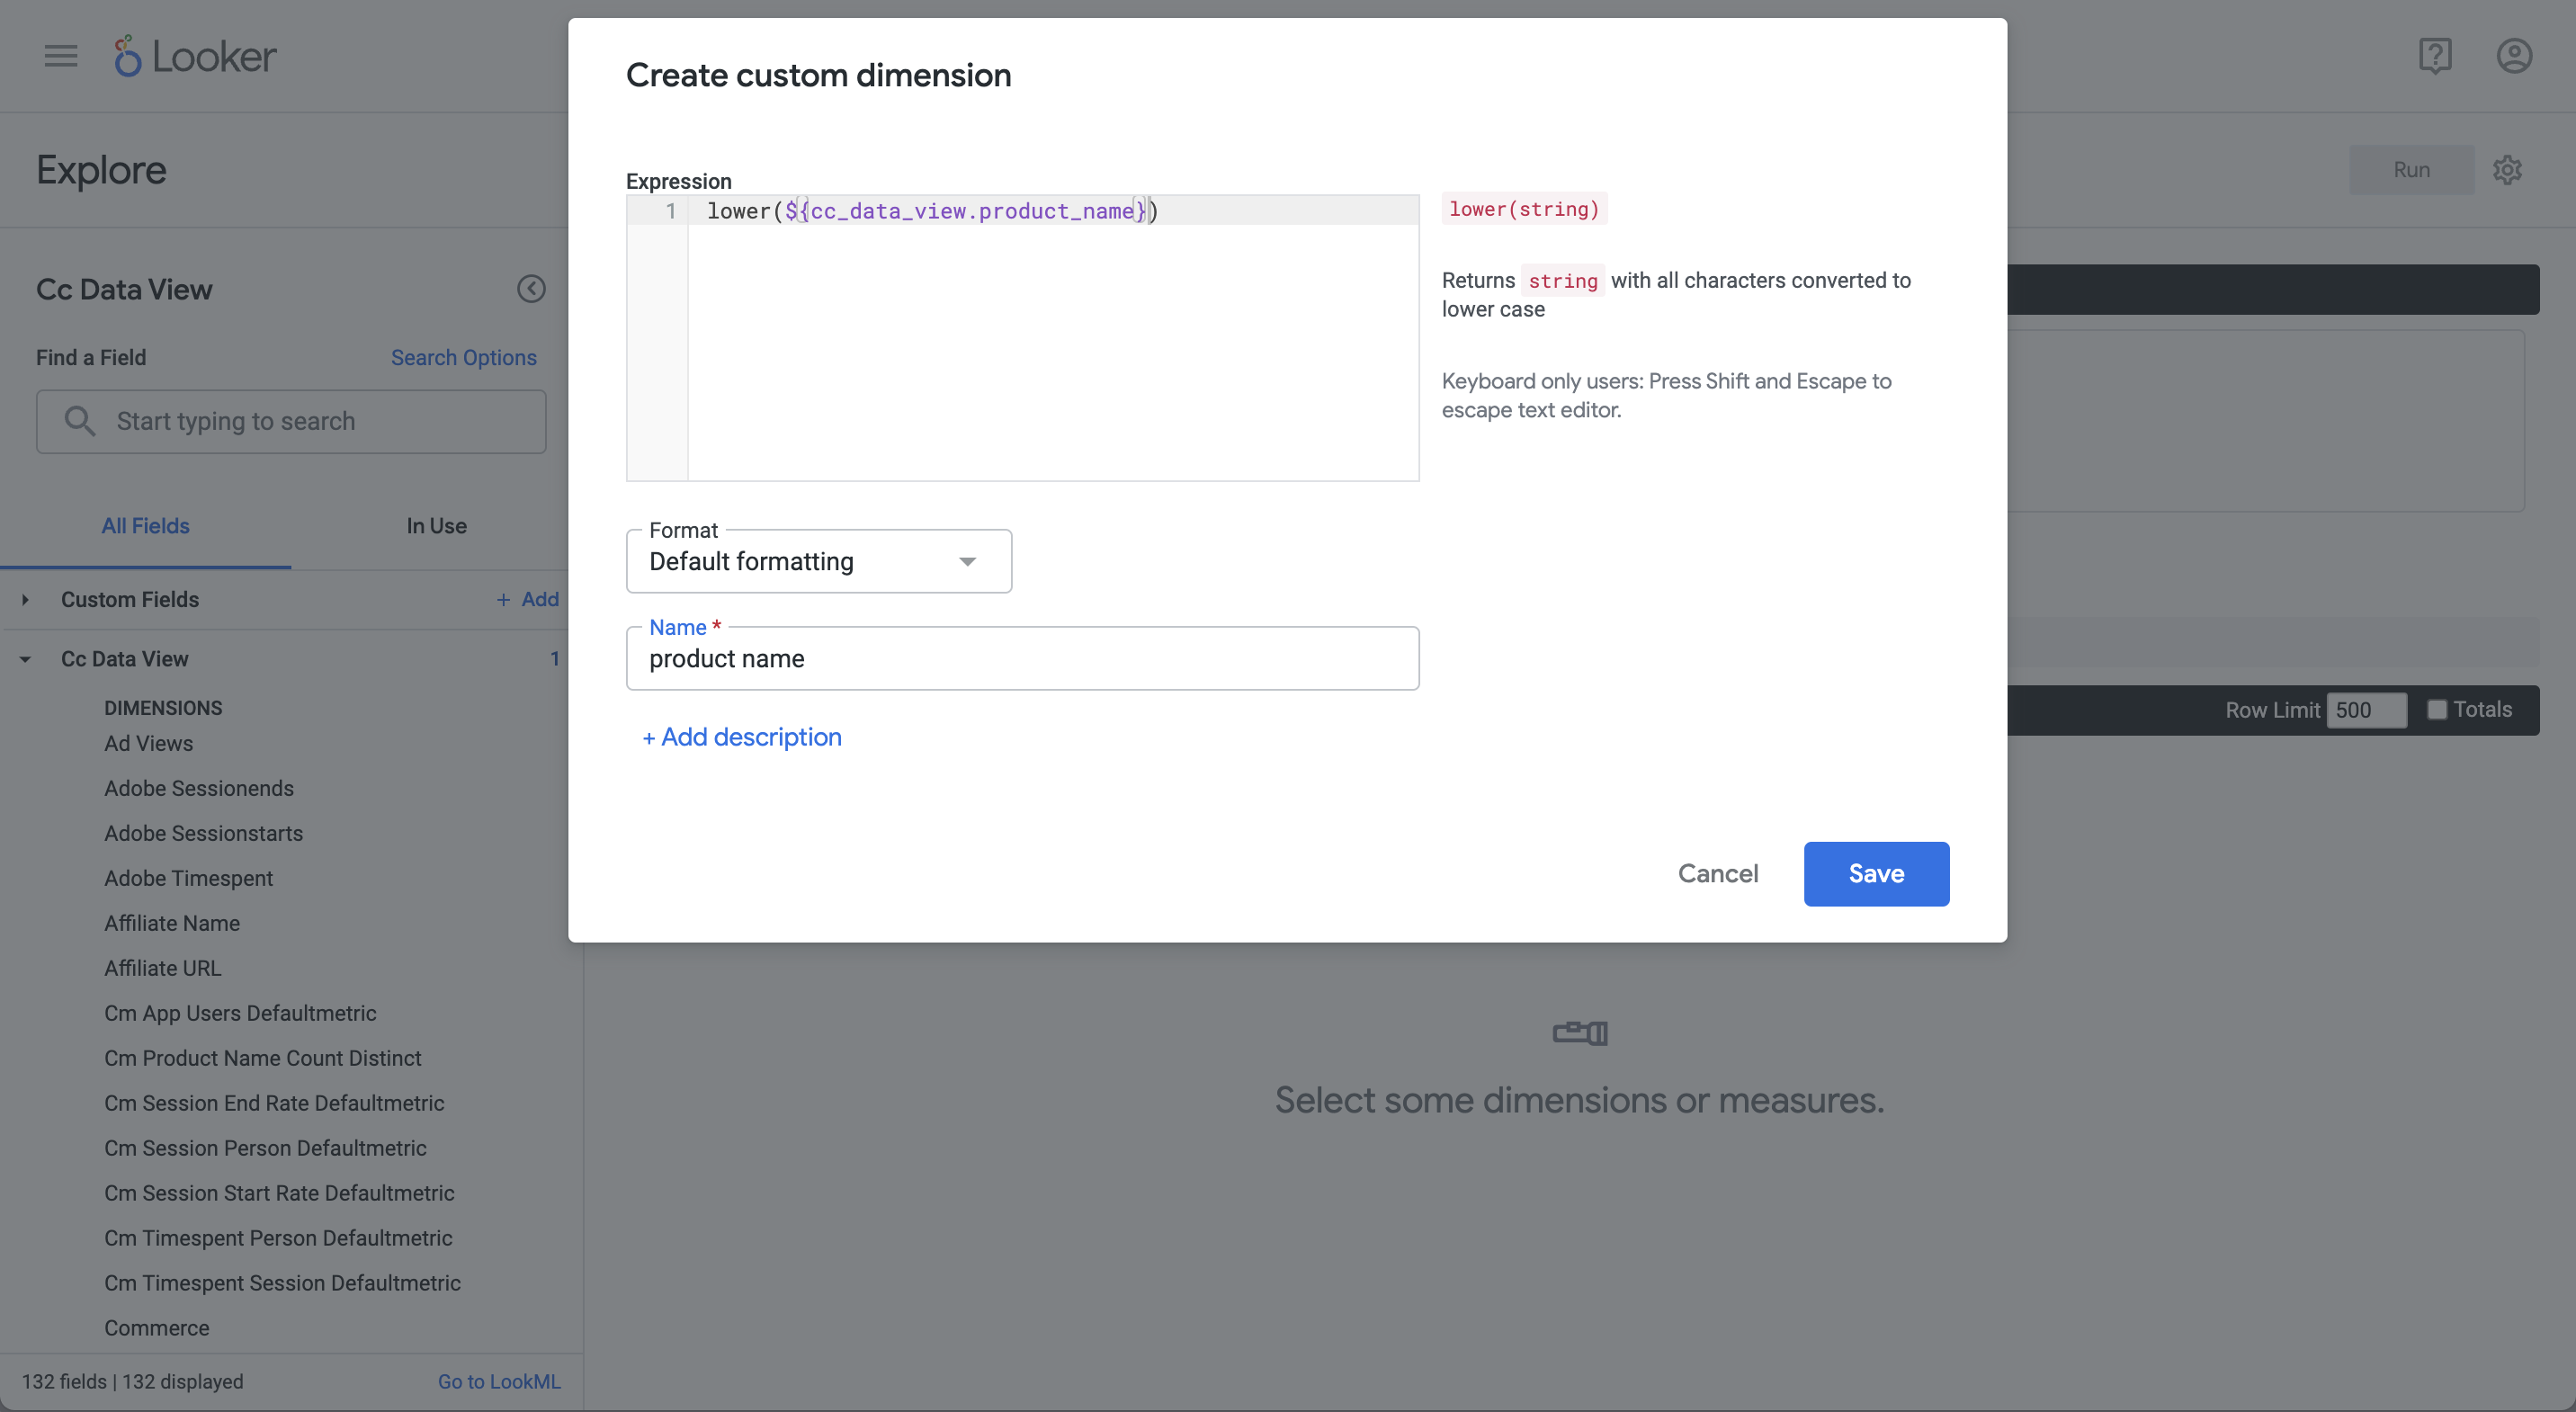 Looker
Explore
Run
Cc Data View
Find a Field
Search Options
Start typing to search
All Fields
In Use
Custom Fields
+ Add
Cc Data View
1
DIMENSIONS
Ad Views
Adobe Sessionends
Adobe Sessionstarts
Adobe Timespent
Affiliate Name
Affiliate URL
Cm App Users Defaultmetric
Cm Product Name Count Distinct
Cm Session End Rate Defaultmetric
Cm Session Person Defaultmetric
Cm Session Start Rate Defaultmetric
Cm Timespent Person Defaultmetric
Cm Timespent Session Defaultmetric
Commerce
132 fields | 132 displayed
Go to LookML
Create custom dimension
Expression
1 lower(${cc_data_view.product_name})
lower(string)
Returns string with all characters converted to
lower case
Keyboard only users: Press Shift and Escape to
escape text editor.
Format
Default formatting
Name *
product name
+ Add description
Cancel
Save
Row Limit 500 Totals
Select some dimensions or measures.